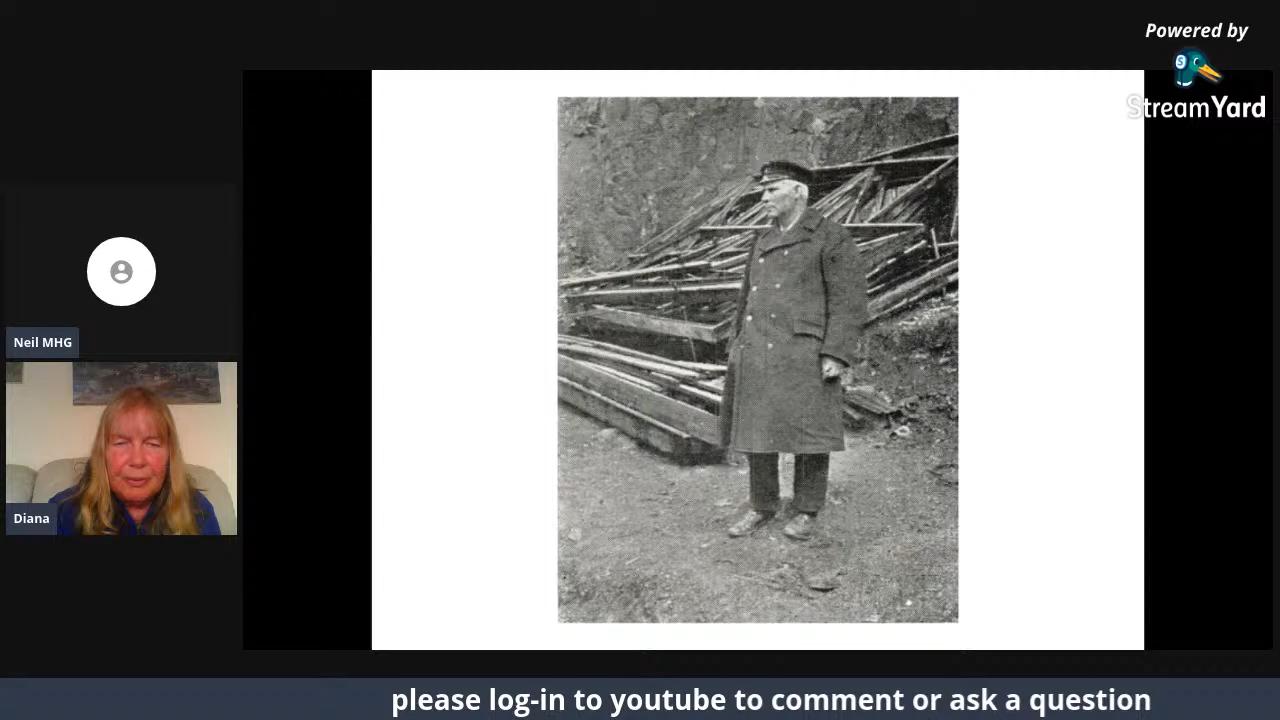 Powered by
StreamYard
Neil MHG
Diana
please log-in to youtube to comment or ask a question